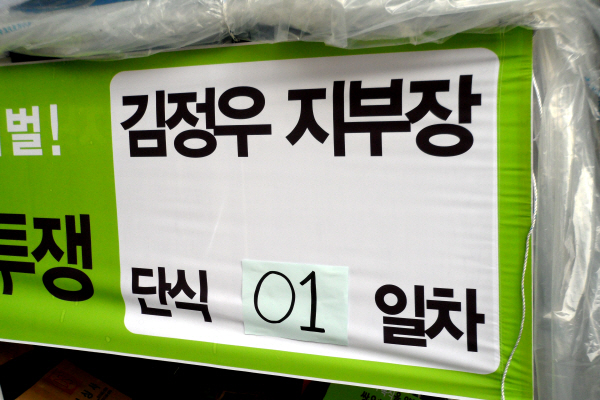 벌!
투쟁
김정우 지부장
단식 01 일차